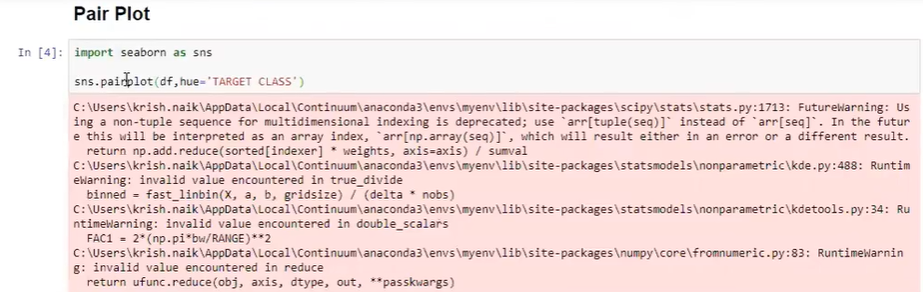 Pair Plot
In [4]: import seaborn as sns
sns.pairplot(df,hue='TARGET CLASS')
C:\Users\krish.naik\AppData\Local\Continuum\anaconda3\envs\myenv\lib\site-packages\scipy\stats\stats.py:1713: FutureWarning: Us
ing a non-tuple sequence for multidimensional indexing is deprecated; use `arr[tuple(seq)]` instead of `arr[seq]`. In the futur
e this will be interpreted as an array index, `arr[np.array(seq)]`, which will result either in an error or a different result.
return np.add.reduce(sorted[indexer] * weights, axis=axis) / sumval
C:\Users\krish.naik\AppData\Local\Continuum\anaconda3\envs\myenv\lib\site-packages\statsmodels\nonparametric\kde.py:488: Runtim
eWarning: invalid value encountered in true_divide
binned = fast_linbin(X, a, b, gridsize) / (delta * nobs)
C:\Users\krish.naik\AppData\Local\Continuum\anaconda3\envs\myenv\lib\site-packages\statsmodels\nonparametric\kdetools.py:34: Ru
ntimeWarning: invalid value encountered in double_scalars
FAC1 = 2*(np.pi*bw/RANGE)**2
C:\Users\krish.naik\AppData\Local\Continuum\anaconda3\envs\myenv\lib\site-packages\numpy\core\fromnumeric.py:83: RuntimeWarnin
g: invalid value encountered in reduce
return ufunc.reduce(obj, axis, dtype, out, **passkwargs)